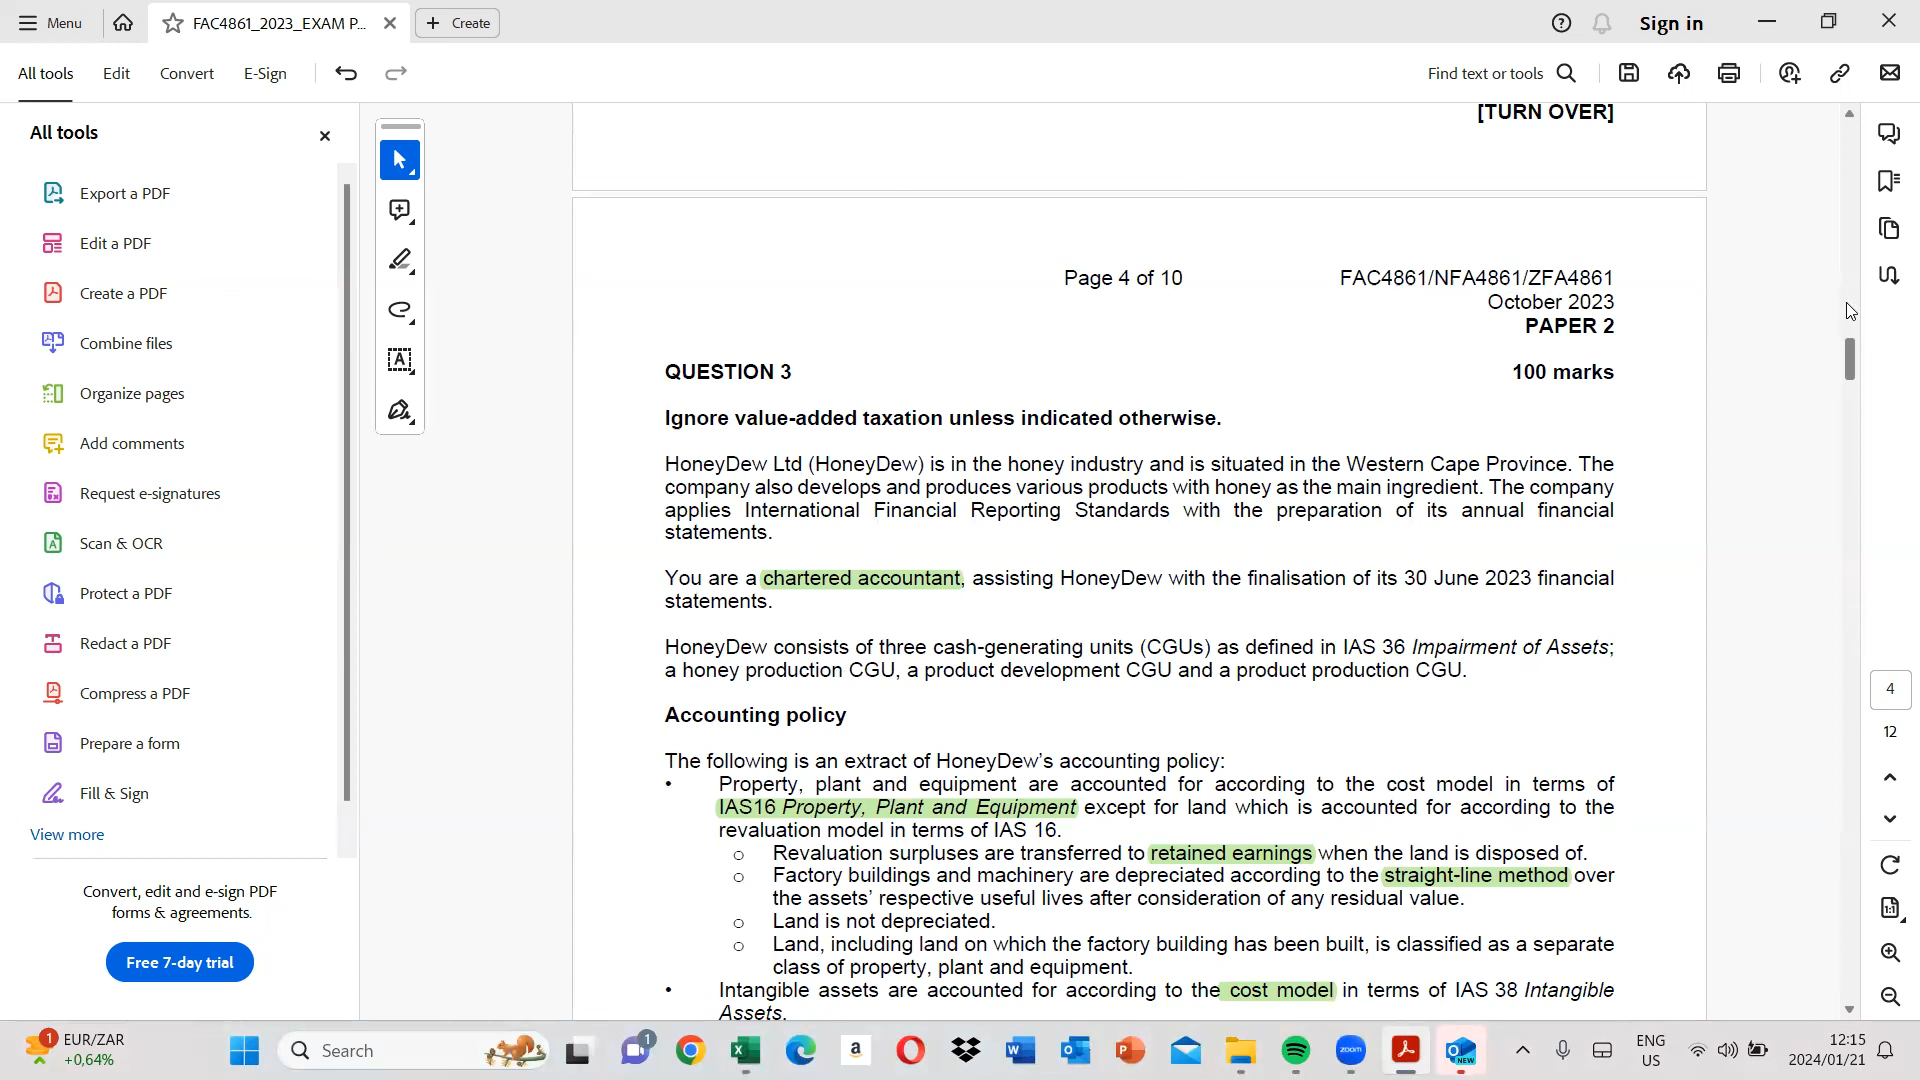 Menu
FAC4861_2023_EXAM P...
Create
Sign in
All tools
Edit
Convert
E-Sign
Find text or tools
All tools
Export a PDF
Edit a PDF
Create a PDF
Combine files
Organize pages
Add comments
Request e-signatures
Scan & OCR
Protect a PDF
Redact a PDF
Compress a PDF
Prepare a form
Fill & Sign
View more
Convert, edit and e-sign PDF
forms & agreements.
Free 7-day trial
[TURN OVER]
Page 4 of 10
FAC4861/NFA4861/ZFA4861
October 2023
PAPER 2
QUESTION 3
100 marks
Ignore value-added taxation unless indicated otherwise.
HoneyDew Ltd (HoneyDew) is in the honey industry and is situated in the Western Cape Province. The
company also develops and produces various products with honey as the main ingredient. The company
applies International Financial Reporting Standards with the preparation of its annual financial
statements.
You are a chartered accountant, assisting HoneyDew with the finalisation of its 30 June 2023 financial
statements.
HoneyDew consists of three cash-generating units (CGUs) as defined in IAS 36 Impairment of Assets;
a honey production CGU, a product development CGU and a product production CGU.
Accounting policy
The following is an extract of HoneyDew's accounting policy:
• Property, plant and equipment are accounted for according to the cost model in terms of
IAS16 Property, Plant and Equipment except for land which is accounted for according to the
revaluation model in terms of IAS 16.
o Revaluation surpluses are transferred to retained earnings when the land is disposed of.
o Factory buildings and machinery are depreciated according to the straight-line method over
the assets' respective useful lives after consideration of any residual value.
o Land is not depreciated.
o Land, including land on which the factory building has been built, is classified as a separate
class of property, plant and equipment.
• Intangible assets are accounted for according to the cost model in terms of IAS 38 Intangible
Assets.
4
12
1
EUR/ZAR
+0,64%
Search
1
zoom
NEW
ENG
US
12:15
2024/01/21